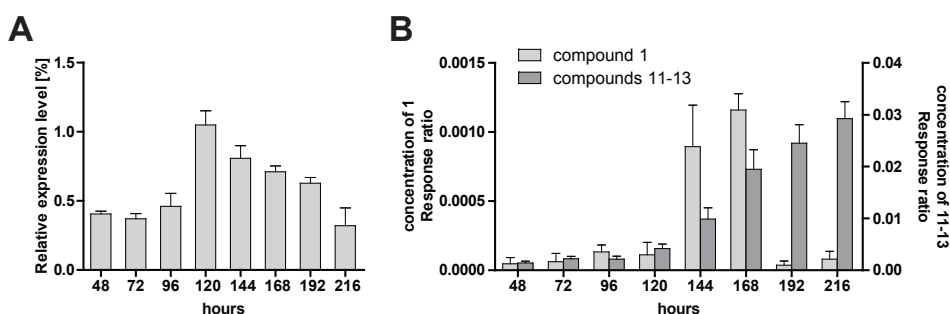 A
Relative expression level [%]
1.5
1.0
0.5
0.0
48 72 96 120 144 168 192 216
hours
B
compound 1
compounds 11-13
concentration of 1
Response ratio
0.0015
0.0010
0.0005
0.0000
0.04
0.03
0.02
0.01
0.00
concentration of 11-13
Response ratio
48 72 96 120 144 168 192 216
hours